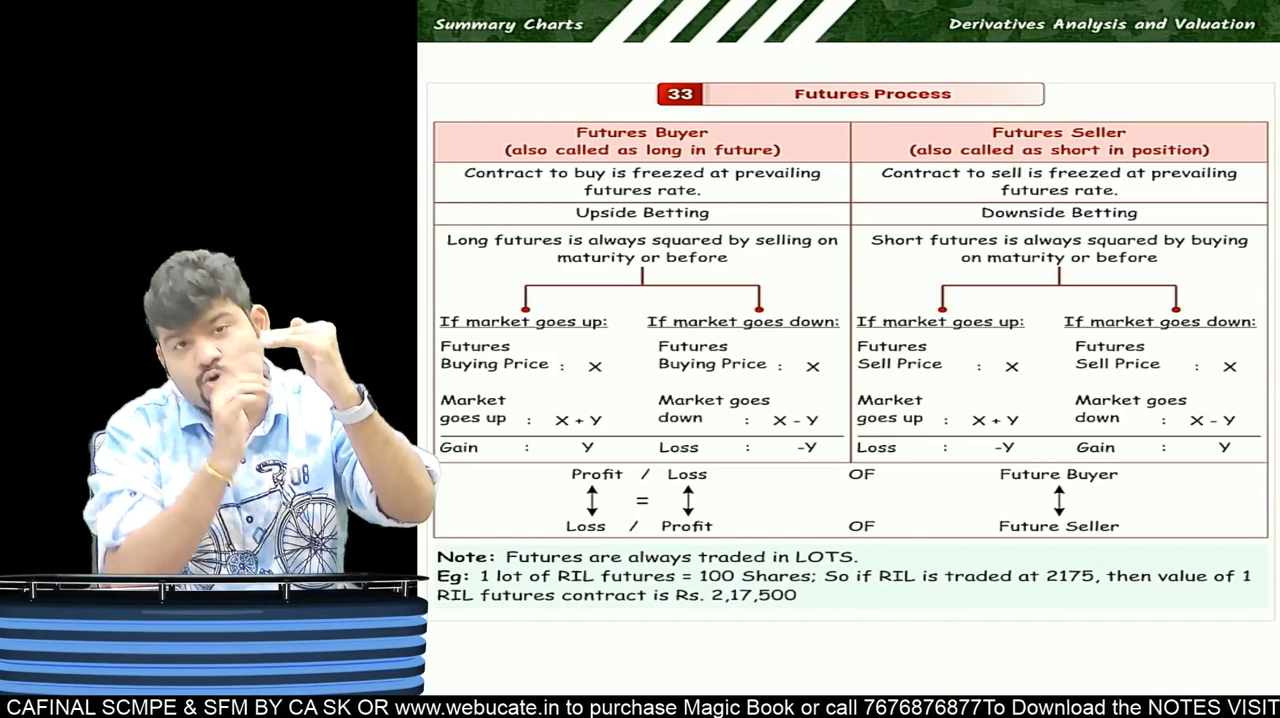 Summary Charts
Derivatives Analysis and Valuation
33 Futures Process
Futures Buyer
(also called as long in future)
Futures Seller
(also called as short in position)
Contract to buy is freezed at prevailing
futures rate.
Contract to sell is freezed at prevailing
futures rate.
Upside Betting
Downside Betting
Long futures is always squared by selling on
maturity or before
Short futures is always squared by buying
on maturity or before
If market goes up:
Futures
Buying Price : X
Market
goes up : X + Y
Gain : Y
If market goes down:
Futures
Buying Price : X
Market goes
down : X - Y
Loss : -Y
If market goes up:
Futures
Sell Price : X
Market
goes up : X + Y
Loss : -Y
If market goes down:
Futures
Sell Price : X
Market goes
down : X - Y
Gain : Y
Profit / Loss OF Future Buyer
=
Loss / Profit OF Future Seller
Note: Futures are always traded in LOTS.
Eg: 1 lot of RIL futures = 100 Shares; So if RIL is traded at 2175, then value of 1
RIL futures contract is Rs. 2,17,500
08
CAFINAL SCMPE & SFM BY CA SK OR www.webucate.in to purchase Magic Book or call 7676876877To Download the NOTES VISIT